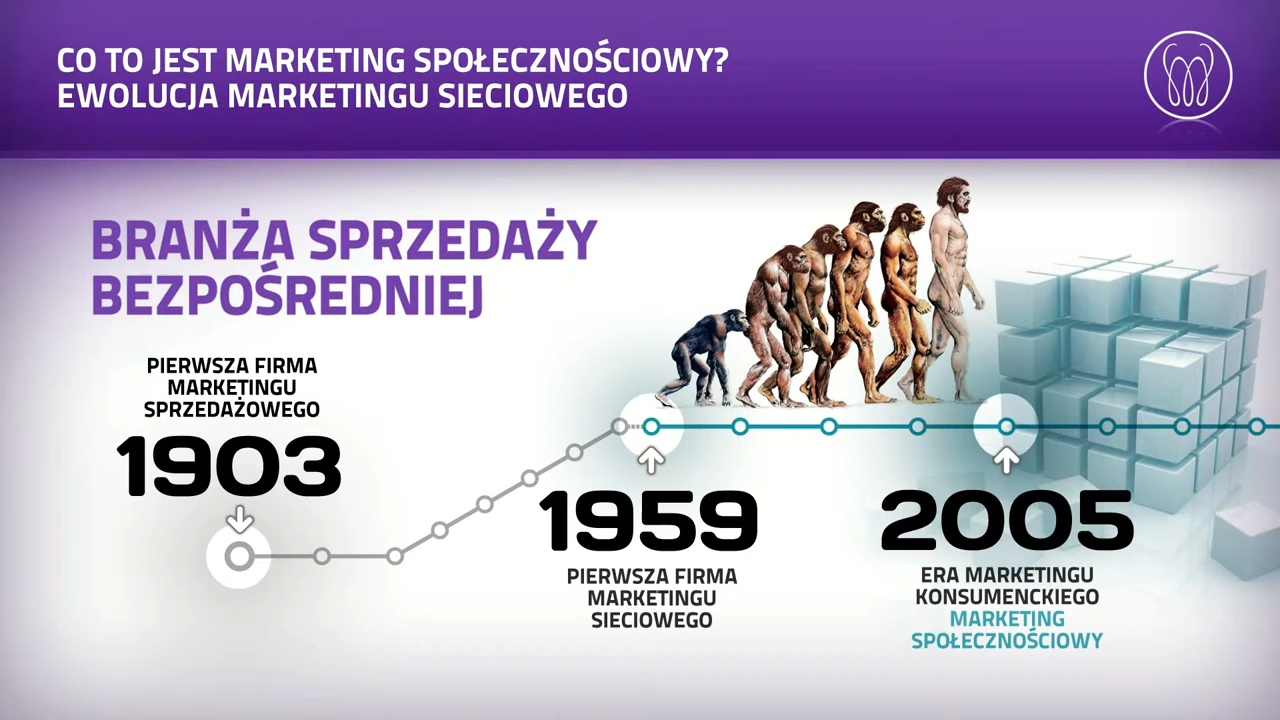 CO TO JEST MARKETING SPOŁECZNOŚCIOWY?
EWOLUCJA MARKETINGU SIECIOWEGO
BRANŻA SPRZEDAŻY
BEZPOŚREDNIEJ
PIERWSZA FIRMA
MARKETINGU
SPRZEDAŻOWEGO
1903
1959
PIERWSZA FIRMA
MARKETINGU
SIECIOWEGO
2005
ERA MARKETINGU
KONSUMENCKIEGO
MARKETING
SPOŁECZNOŚCIOWY